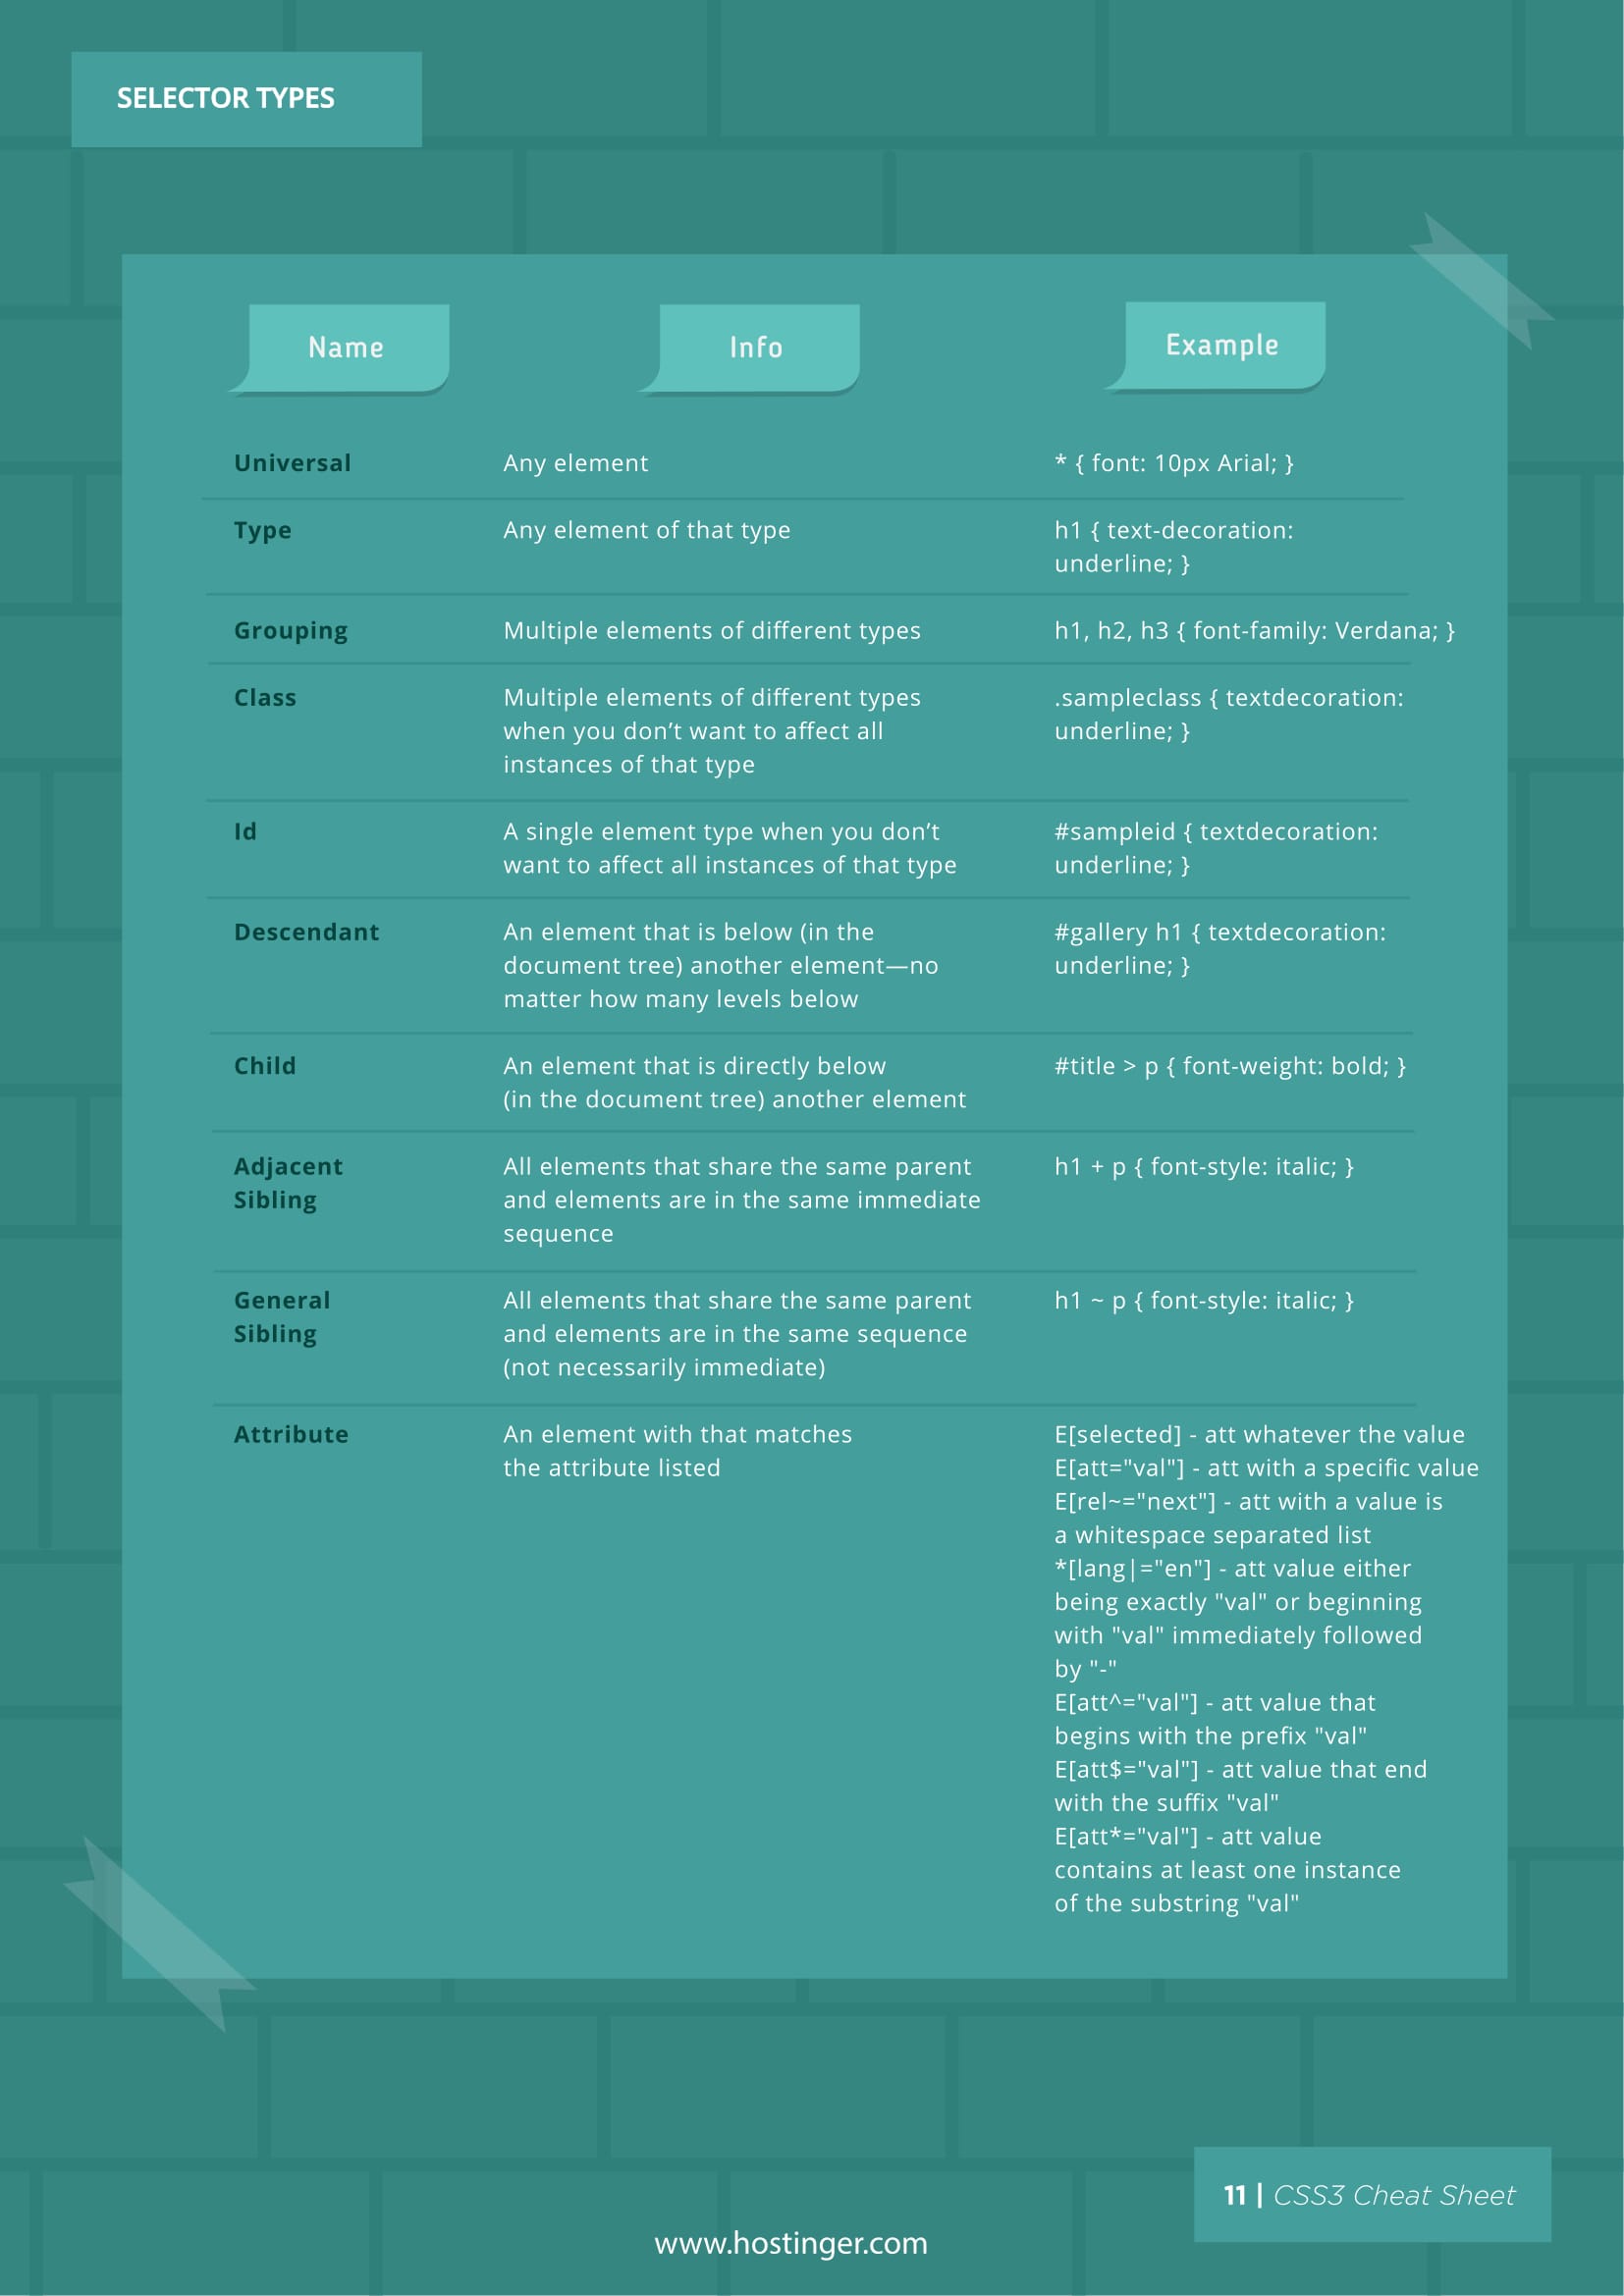 SELECTOR TYPES
Name Info Example
Universal Any element * { font: 10px Arial; }
Type Any element of that type h1 { text-decoration:
underline; }
Grouping Multiple elements of different types h1, h2, h3 { font-family: Verdana; }
Class Multiple elements of different types .sampleclass { textdecoration:
when you don’t want to affect all underline; }
instances of that type
Id A single element type when you don’t #sampleid { textdecoration:
want to affect all instances of that type underline; }
Descendant An element that is below (in the #gallery h1 { textdecoration:
document tree) another element—no underline; }
matter how many levels below
Child An element that is directly below #title > p { font-weight: bold; }
(in the document tree) another element
Adjacent All elements that share the same parent h1 + p { font-style: italic; }
Sibling and elements are in the same immediate
sequence
General All elements that share the same parent h1 ~ p { font-style: italic; }
Sibling and elements are in the same sequence
(not necessarily immediate)
Attribute An element with that matches E[selected] - att whatever the value
the attribute listed E[att="val"] - att with a specific value
E[rel~="next"] - att with a value is
a whitespace separated list
*[lang|="en"] - att value either
being exactly "val" or beginning
with "val" immediately followed
by "-"
E[att^="val"] - att value that
begins with the prefix "val"
E[att$="val"] - att value that end
with the suffix "val"
E[att*="val"] - att value
contains at least one instance
of the substring "val"
11 | CSS3 Cheat Sheet
www.hostinger.com